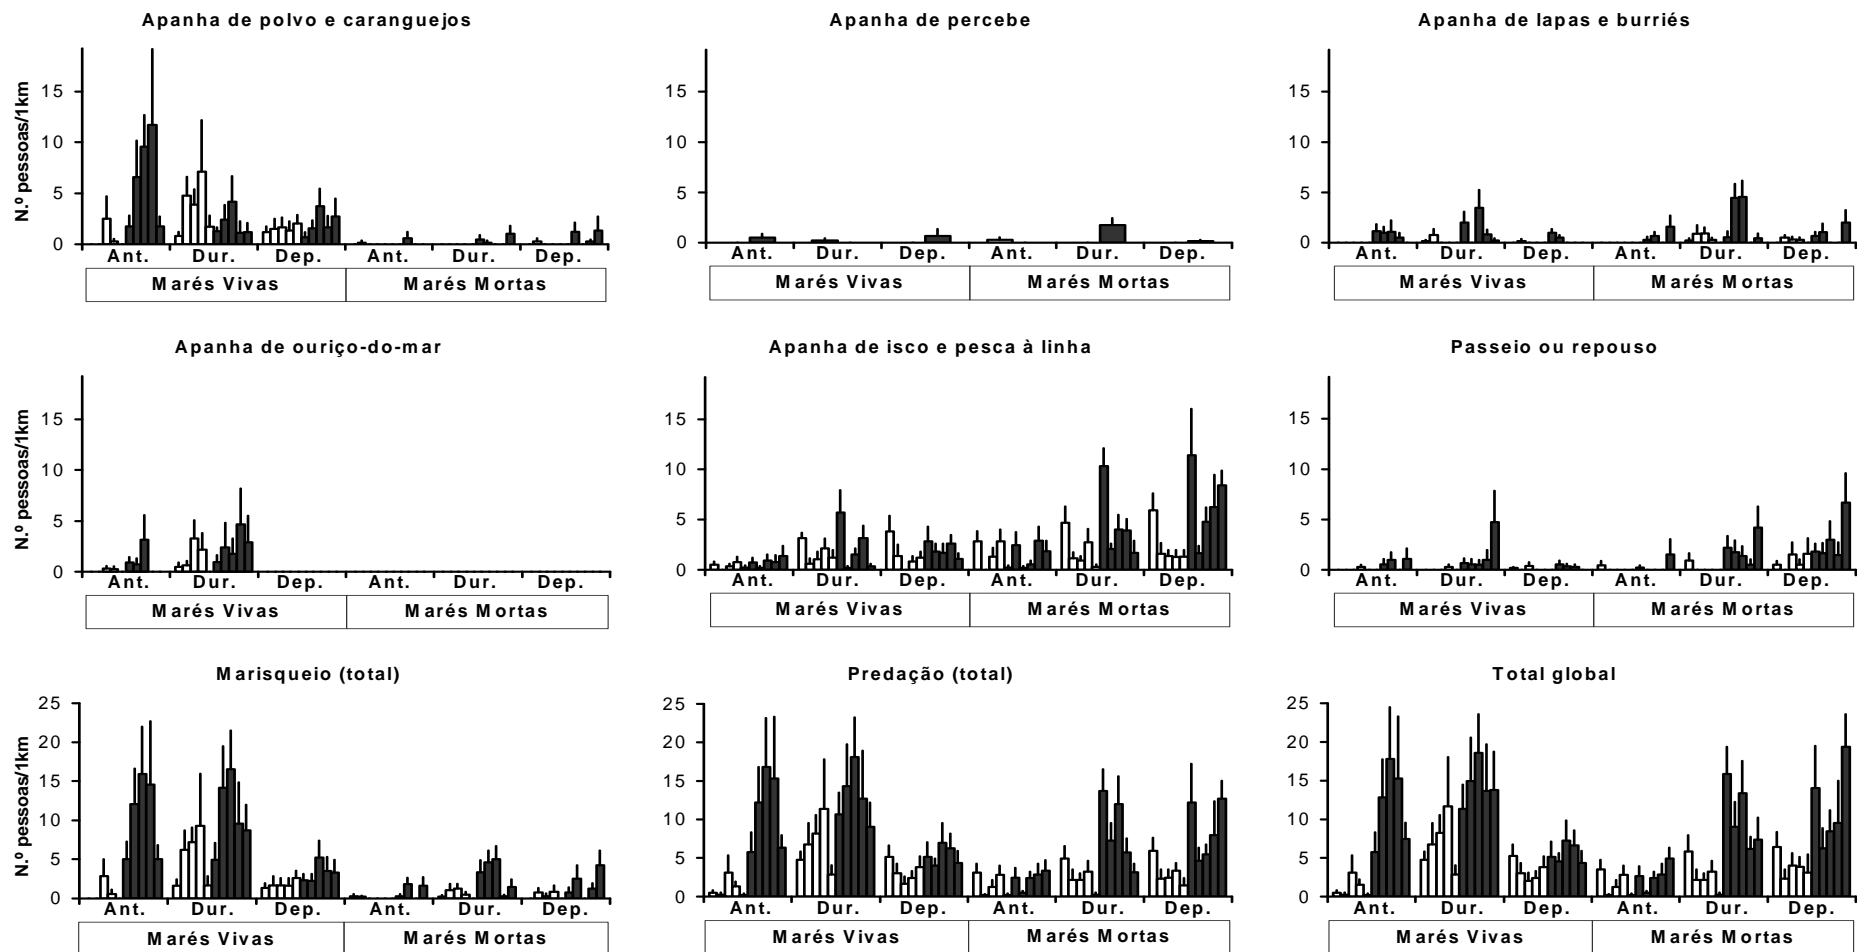 Apanha de polvo e caranguejos
N.º pessoas/1km
15
10
5
0
Ant. Dur. Dep. Ant. Dur. Dep.
Marés Vivas Marés Mortas
Apanha de percebe
15
10
5
0
Ant. Dur. Dep. Ant. Dur. Dep.
Marés Vivas Marés Mortas
Apanha de lapas e burriés
15
10
5
0
Ant. Dur. Dep. Ant. Dur. Dep.
Marés Vivas Marés Mortas
Apanha de ouriço-do-mar
N.º pessoas/1km
15
10
5
0
Ant. Dur. Dep. Ant. Dur. Dep.
Marés Vivas Marés Mortas
Apanha de isco e pesca à linha
15
10
5
0
Ant. Dur. Dep. Ant. Dur. Dep.
Marés Vivas Marés Mortas
Passeio ou repouso
15
10
5
0
Ant. Dur. Dep. Ant. Dur. Dep.
Marés Vivas Marés Mortas
Marisqueio (total)
N.º pessoas/1km
25
20
15
10
5
0
Ant. Dur. Dep. Ant. Dur. Dep.
Marés Vivas Marés Mortas
Predação (total)
25
20
15
10
5
0
Ant. Dur. Dep. Ant. Dur. Dep.
Marés Vivas Marés Mortas
Total global
25
20
15
10
5
0
Ant. Dur. Dep. Ant. Dur. Dep.
Marés Vivas Marés Mortas